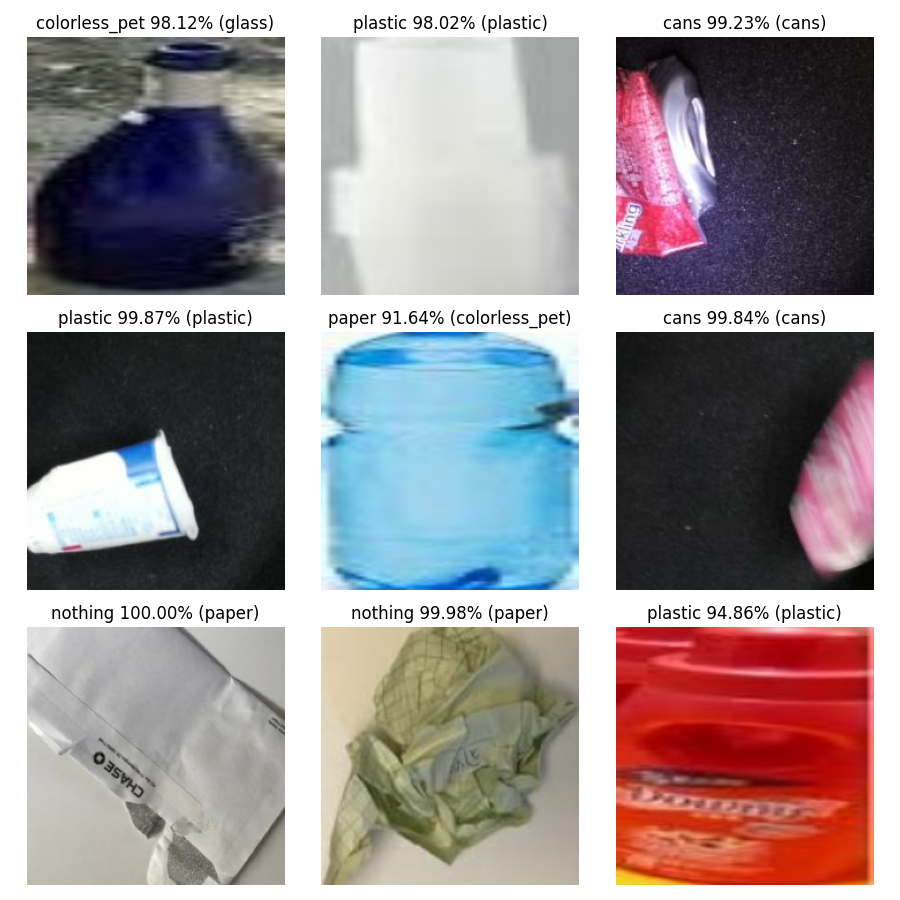 colorless_pet 98.12% (glass)
plastic 98.02% (plastic)
cans 99.23% (cans)
plastic 99.87% (plastic)
paper 91.64% (colorless_pet)
cans 99.84% (cans)
nothing 100.00% (paper)
nothing 99.98% (paper)
plastic 94.86% (plastic)
CHASE